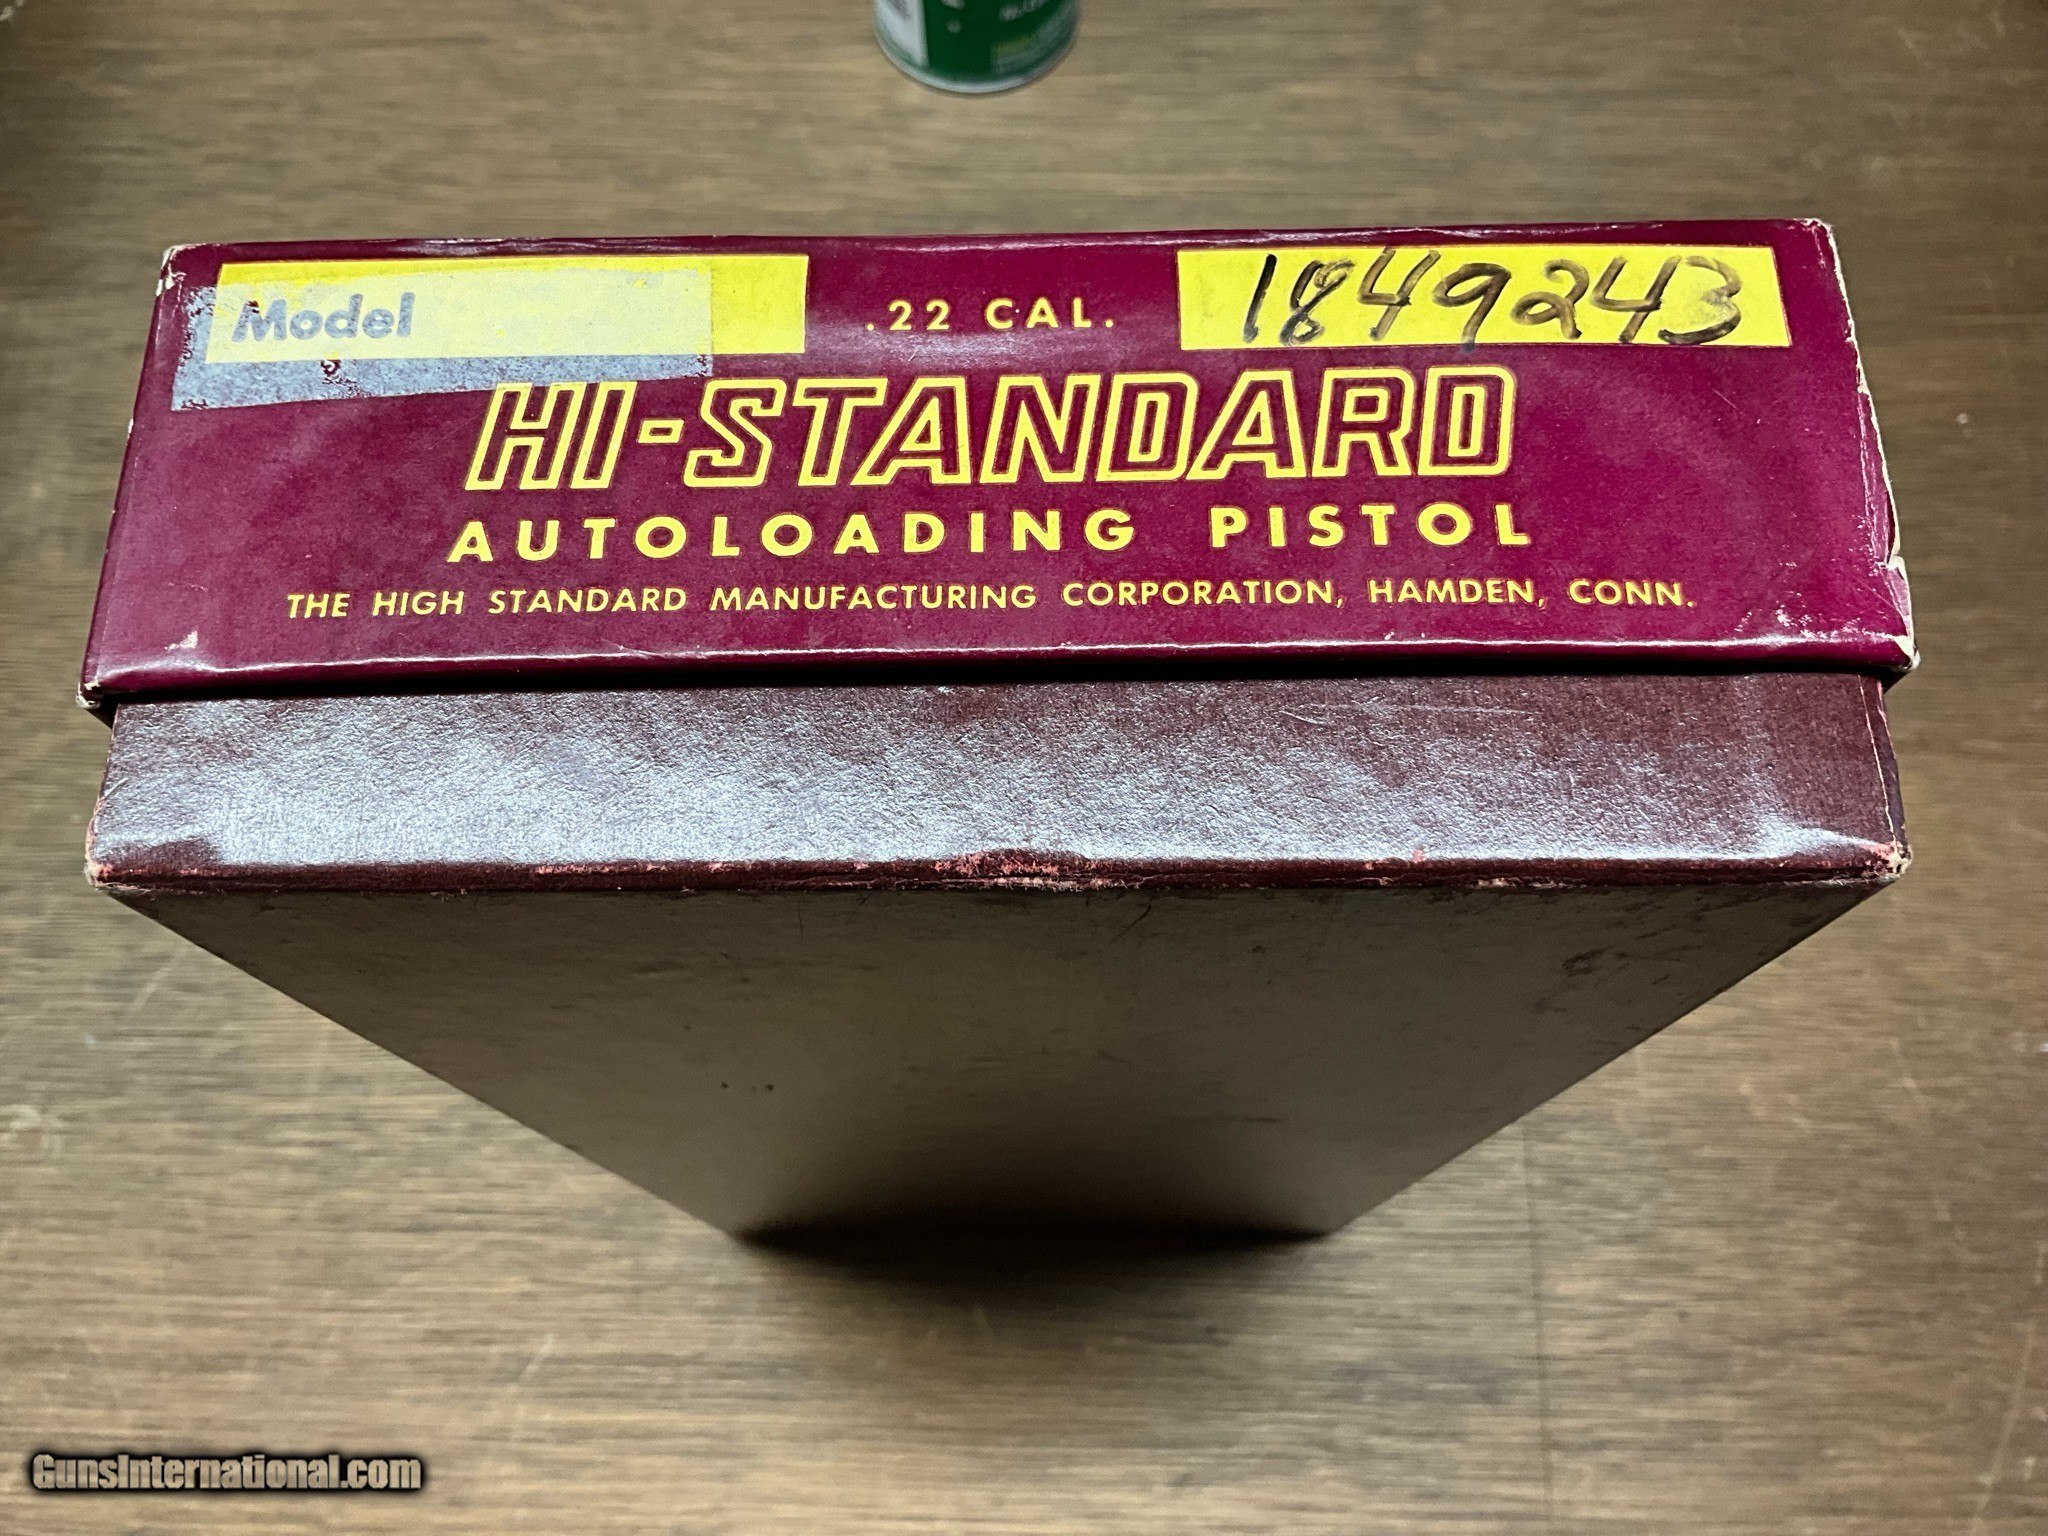 Model
.22 CAL.
1849243
HI-STANDARD
AUTOLOADING PISTOL
THE HIGH STANDARD MANUFACTURING CORPORATION, HAMDEN, CONN.
GunsInternational.com